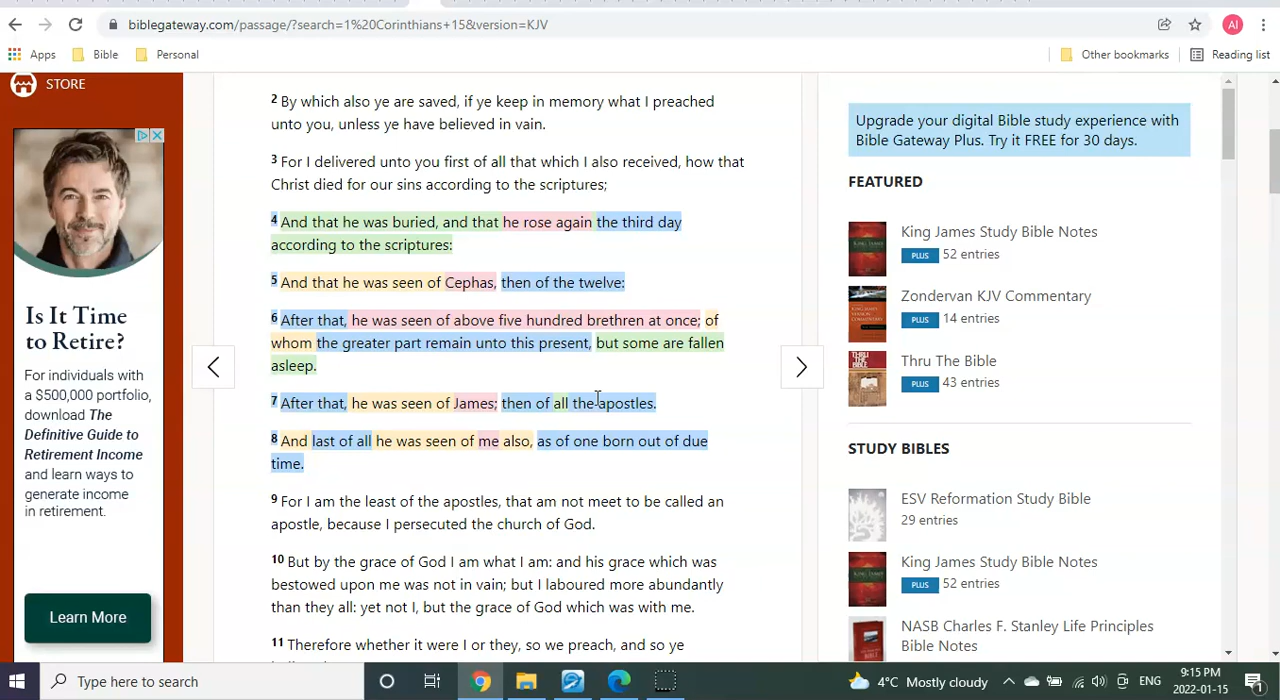 biblegateway.com/passage/?search=1%20Corinthians+15&version=KJV
AI
Apps
Bible
Personal
Other bookmarks
Reading list
STORE
Is It Time
to Retire?
For individuals with
a $500,000 portfolio,
download The
Definitive Guide to
Retirement Income
and learn ways to
generate income
in retirement.
Learn More
2 By which also ye are saved, if ye keep in memory what I preached
unto you, unless ye have believed in vain.
3 For I delivered unto you first of all that which I also received, how that
Christ died for our sins according to the scriptures;
4 And that he was buried, and that he rose again the third day
according to the scriptures:
5 And that he was seen of Cephas, then of the twelve:
6 After that, he was seen of above five hundred brethren at once; of
whom the greater part remain unto this present, but some are fallen
asleep.
7 After that, he was seen of James; then of all the apostles.
8 And last of all he was seen of me also, as of one born out of due
time.
9 For I am the least of the apostles, that am not meet to be called an
apostle, because I persecuted the church of God.
10 But by the grace of God I am what I am: and his grace which was
bestowed upon me was not in vain; but I laboured more abundantly
than they all: yet not I, but the grace of God which was with me.
11 Therefore whether it were I or they, so we preach, and so ye
Upgrade your digital Bible study experience with
Bible Gateway Plus. Try it FREE for 30 days.
FEATURED
King James Study Bible Notes
PLUS 52 entries
Zondervan KJV Commentary
PLUS 14 entries
Thru The Bible
PLUS 43 entries
STUDY BIBLES
ESV Reformation Study Bible
29 entries
King James Study Bible Notes
PLUS 52 entries
NASB Charles F. Stanley Life Principles
Bible Notes
Type here to search
4°C Mostly cloudy
ENG
9:15 PM
2022-01-15
1